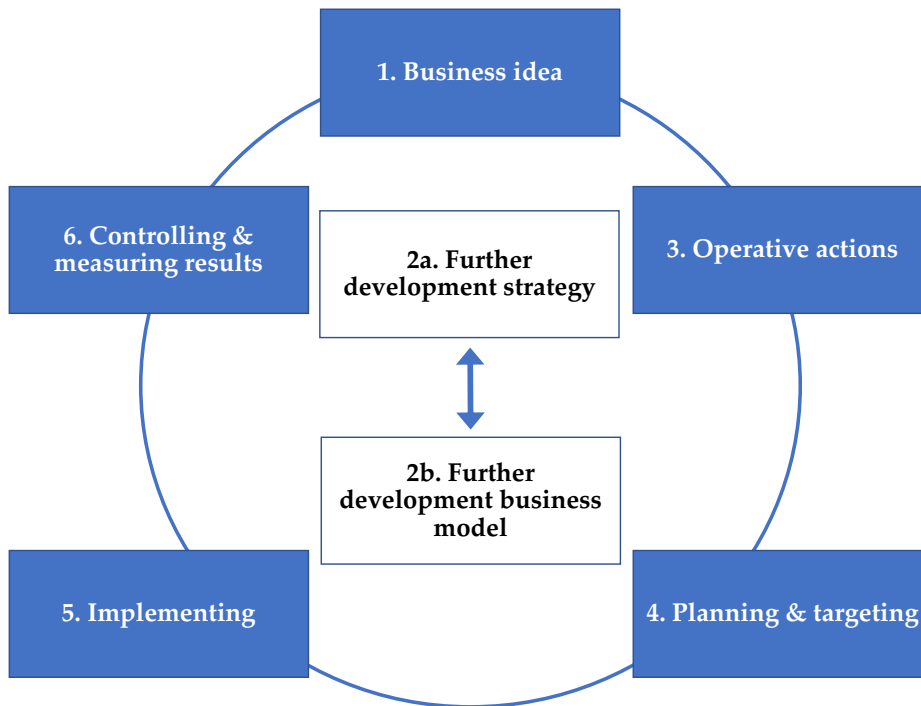 1. Business idea
6. Controlling &
measuring results
2a. Further
development strategy
3. Operative actions
2b. Further
development business
model
5. Implementing
4. Planning & targeting